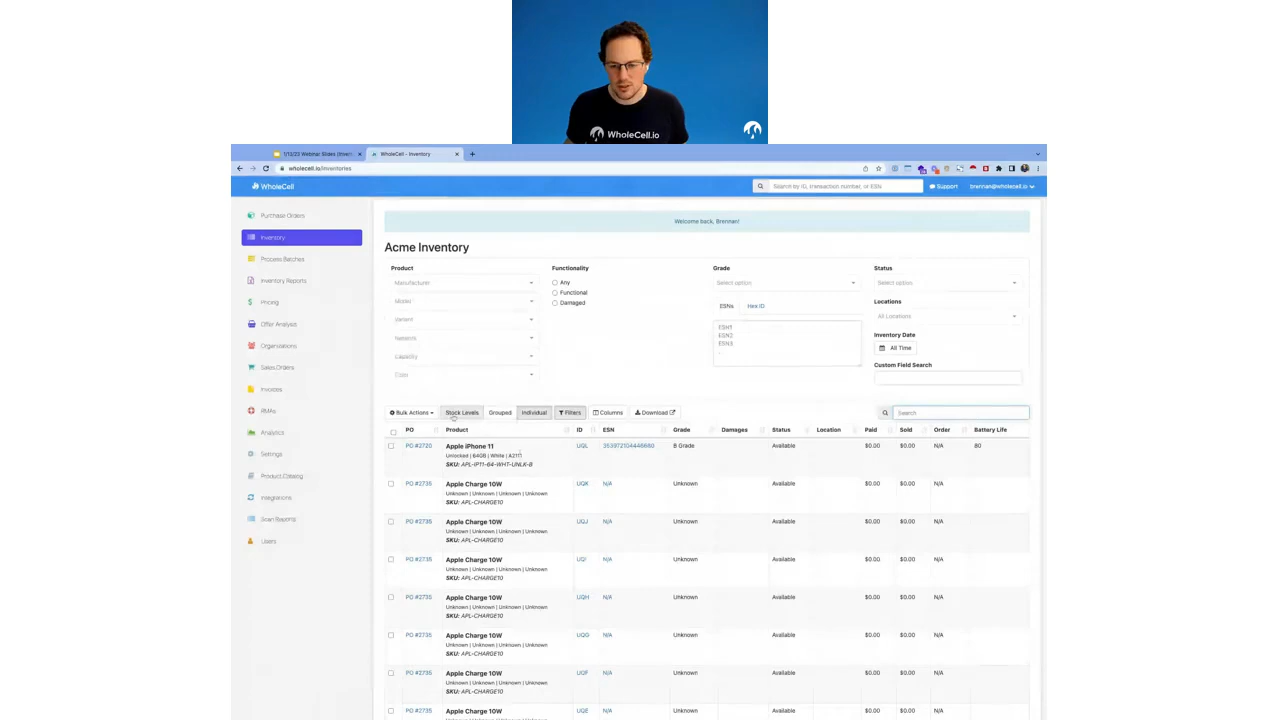 WholeCell.io
1/12/23 Webinar Slides (Inver
WholeCell - Inventory
wholecell.io/inventories
WholeCell
Search by ID, transaction number, or ESN
Support
brennan@wholecell.io
Purchase Orders
Inventory
Process Batches
Inventory Reports
Pricing
Offer Analysis
Organizations
Sales Orders
Invoices
RMAs
Analytics
Settings
Product Catalog
Integrations
Scan Reports
Users
Welcome back, Brennan!
Acme Inventory
Product
Manufacturer
Model
Variant
Network
Capacity
Color
Functionality
Any
Functional
Damaged
Grade
Select option
ESNs Hex ID
ESN1
ESN2
ESN3
Status
Select option
Locations
All Locations
Inventory Date
All Time
Custom Field Search
Bulk Actions Stock Levels Grouped Individual Filters Columns Download Search
PO Product ID ESN Grade Damages Status Location Paid Sold Order Battery Life
PO #2720 Apple iPhone 11 UQL 353972104446660 B Grade Available $0.00 $0.00 N/A 80
Unlocked | 64GB | White | A2111
SKU: APL-IP11-64-WHT-UNLK-B
PO #2735 Apple Charge 10W UQK N/A Unknown Available $0.00 $0.00 N/A
Unknown | Unknown | Unknown | Unknown
SKU: APL-CHARGE10
PO #2735 Apple Charge 10W UQJ N/A Unknown Available $0.00 $0.00 N/A
Unknown | Unknown | Unknown | Unknown
SKU: APL-CHARGE10
PO #2735 Apple Charge 10W UQI N/A Unknown Available $0.00 $0.00 N/A
Unknown | Unknown | Unknown | Unknown
SKU: APL-CHARGE10
PO #2735 Apple Charge 10W UQH N/A Unknown Available $0.00 $0.00 N/A
Unknown | Unknown | Unknown | Unknown
SKU: APL-CHARGE10
PO #2735 Apple Charge 10W UQG N/A Unknown Available $0.00 $0.00 N/A
Unknown | Unknown | Unknown | Unknown
SKU: APL-CHARGE10
PO #2735 Apple Charge 10W UQF N/A Unknown Available $0.00 $0.00 N/A
Unknown | Unknown | Unknown | Unknown
SKU: APL-CHARGE10
PO #2735 Apple Charge 10W UQE N/A Unknown Available $0.00 $0.00 N/A